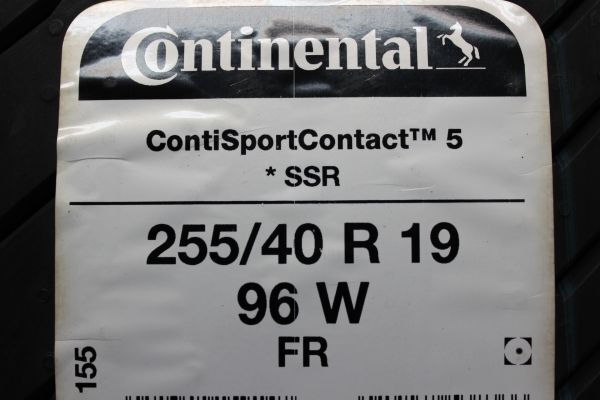 Continental
ContiSportContact™ 5
* SSR
255/40 R 19
96 W
FR
155